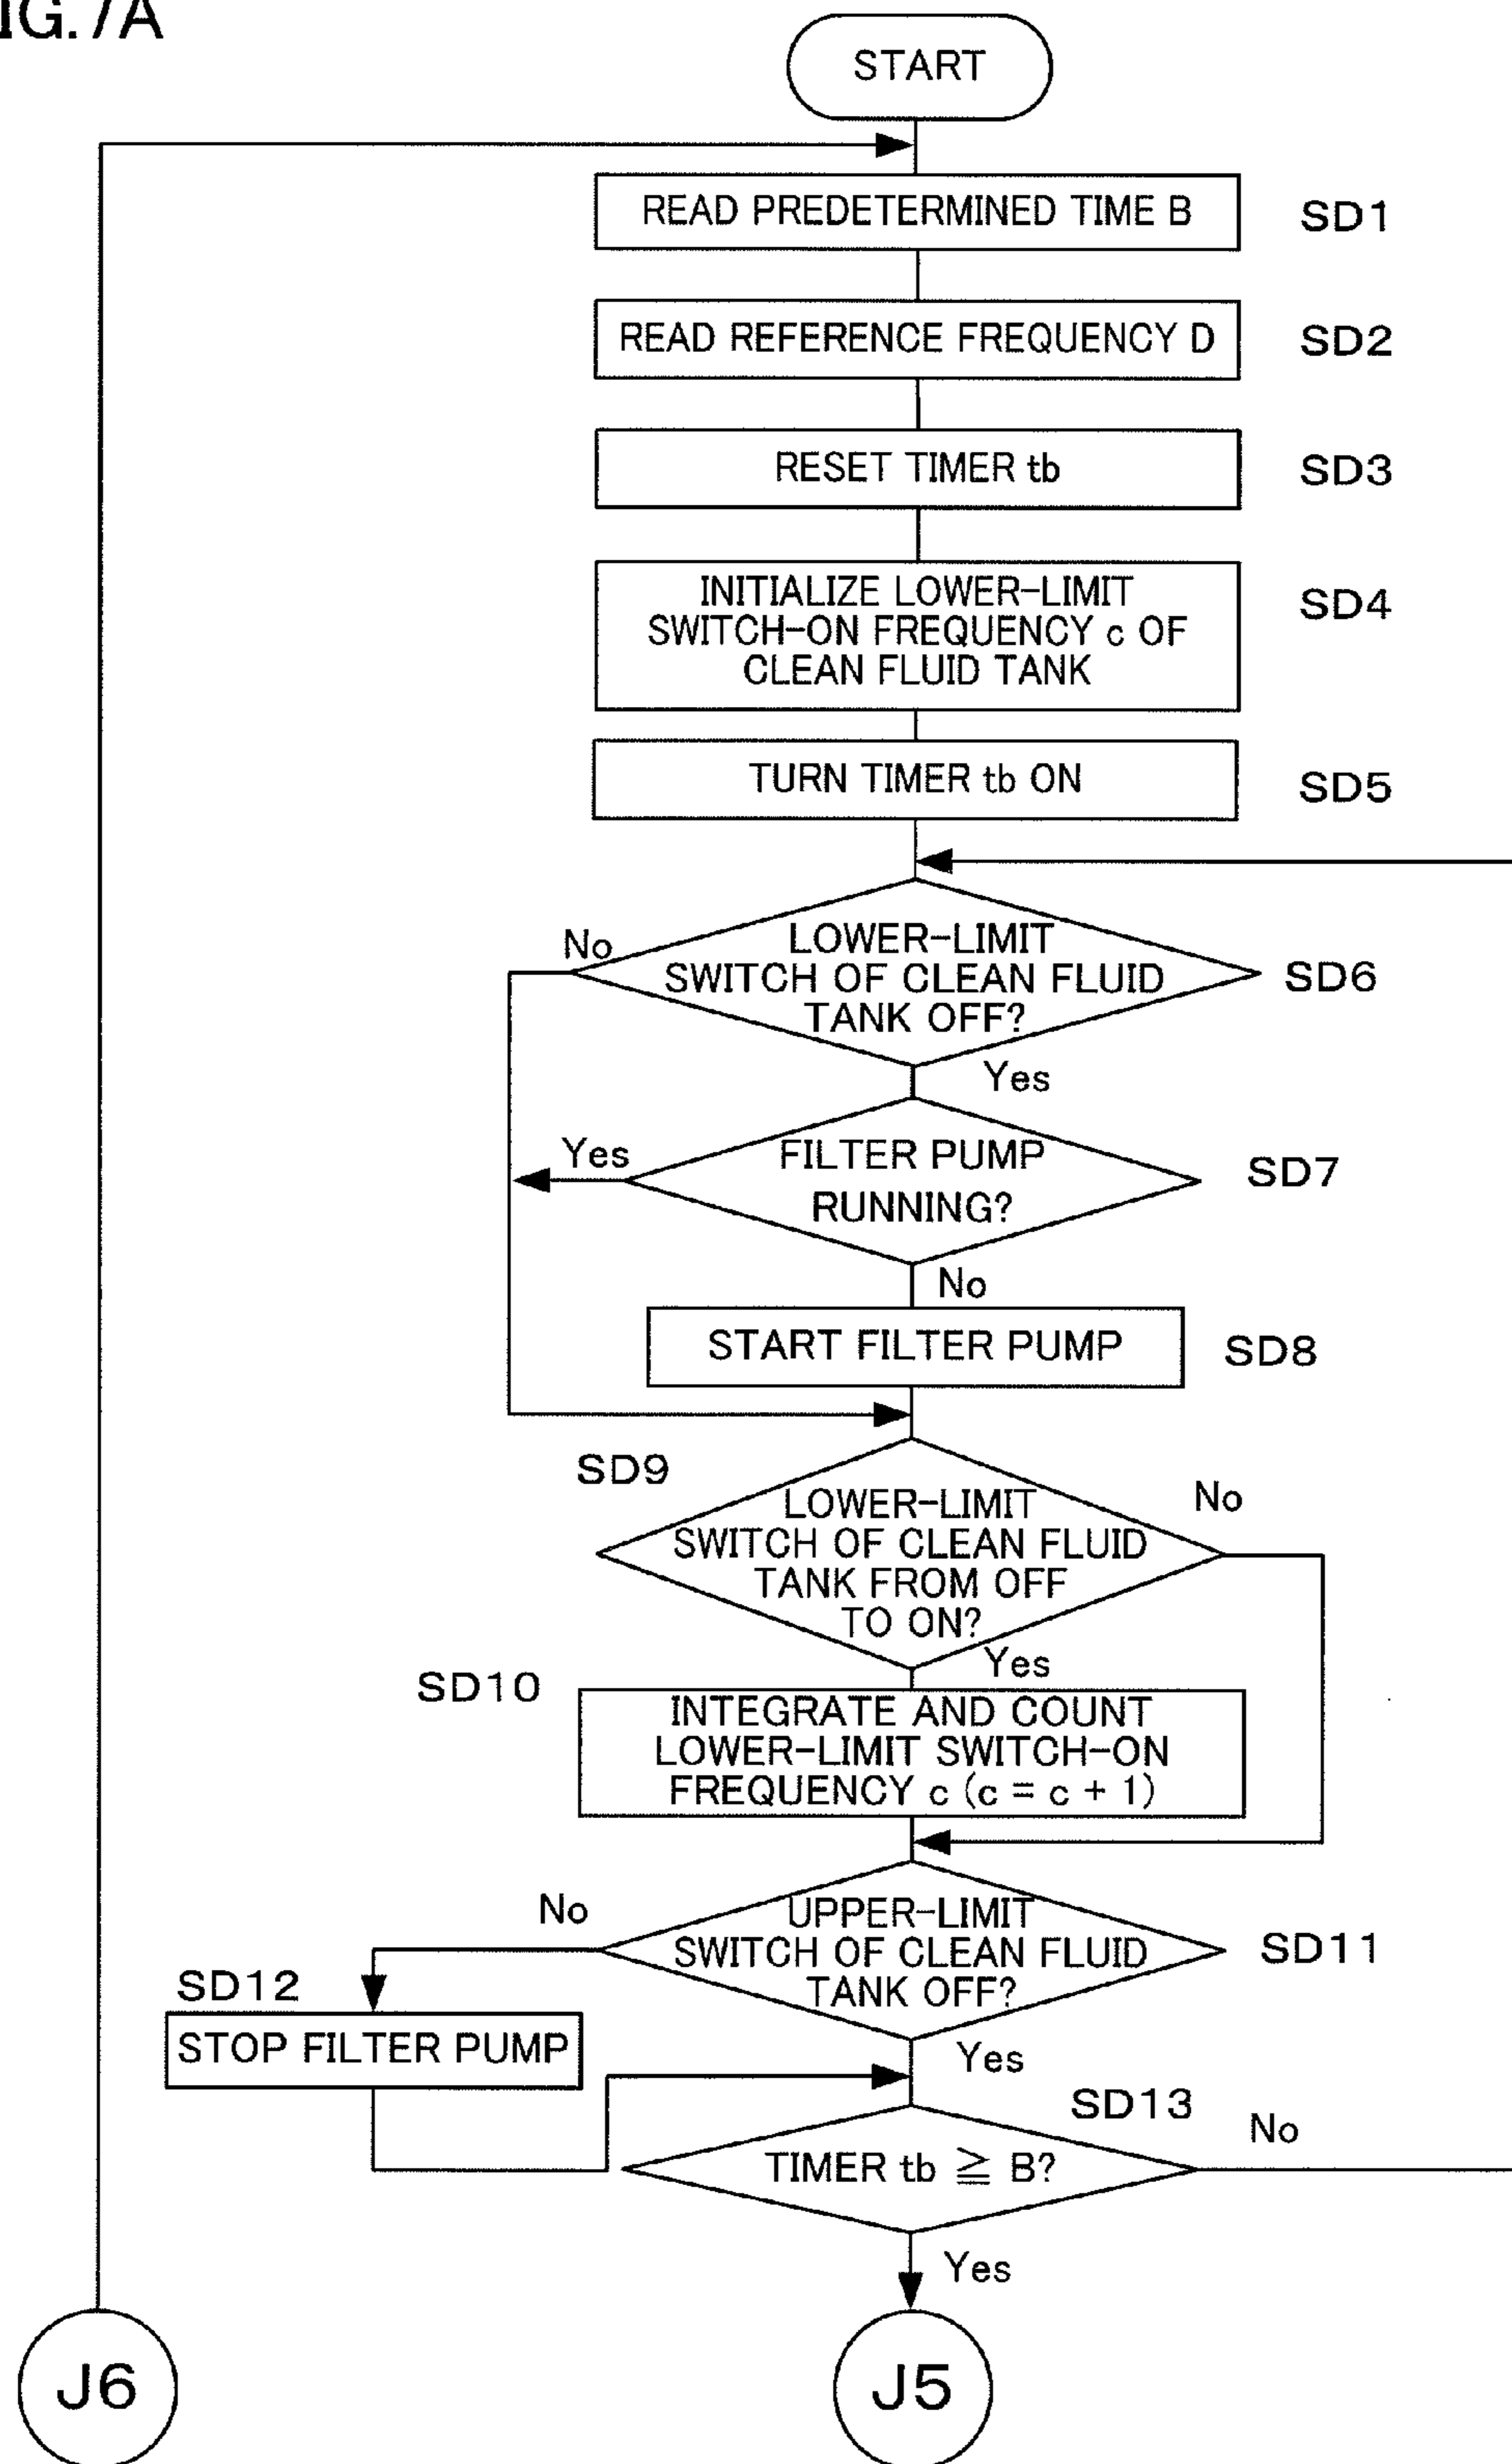 IG. 7A
START
READ PREDETERMINED TIME B
SD1
READ REFERENCE FREQUENCY D
SD2
RESET TIMER tb
SD3
INITIALIZE LOWER-LIMIT
SWITCH-ON FREQUENCY c OF
CLEAN FLUID TANK
SD4
TURN TIMER tb ON
SD5
No
LOWER-LIMIT
SWITCH OF CLEAN FLUID
TANK OFF?
SD6
Yes
Yes
FILTER PUMP
RUNNING?
SD7
No
START FILTER PUMP
SD8
SD9
LOWER-LIMIT
SWITCH OF CLEAN FLUID
TANK FROM OFF
TO ON?
No
Yes
SD10
INTEGRATE AND COUNT
LOWER-LIMIT SWITCH-ON
FREQUENCY c (c = c + 1)
No
UPPER-LIMIT
SWITCH OF CLEAN FLUID
TANK OFF?
SD11
SD12
STOP FILTER PUMP
Yes
SD13
TIMER tb ≧ B?
No
Yes
J6
J5